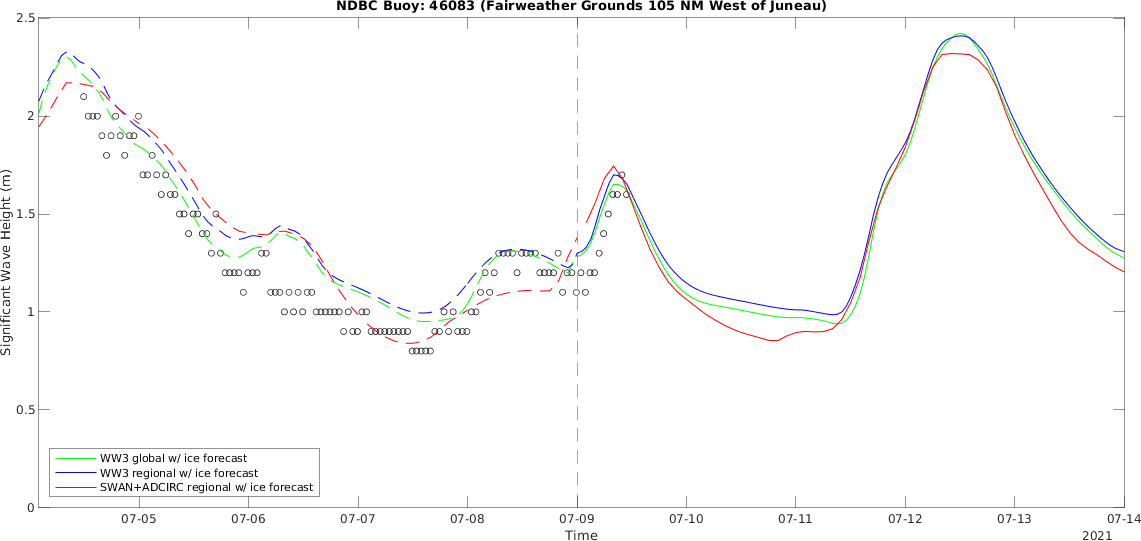 NDBC Buoy: 46083 (Fairweather Grounds 105 NM West of Juneau)
2.5
2
1.5
1
0.5
0
Significant Wave Height (m)
WW3 global w/ ice forecast
WW3 regional w/ ice forecast
SWAN+ADCIRC regional w/ ice forecast
07-05
07-06
07-07
07-08
07-09
07-10
07-11
07-12
07-13
07-14
Time
2021